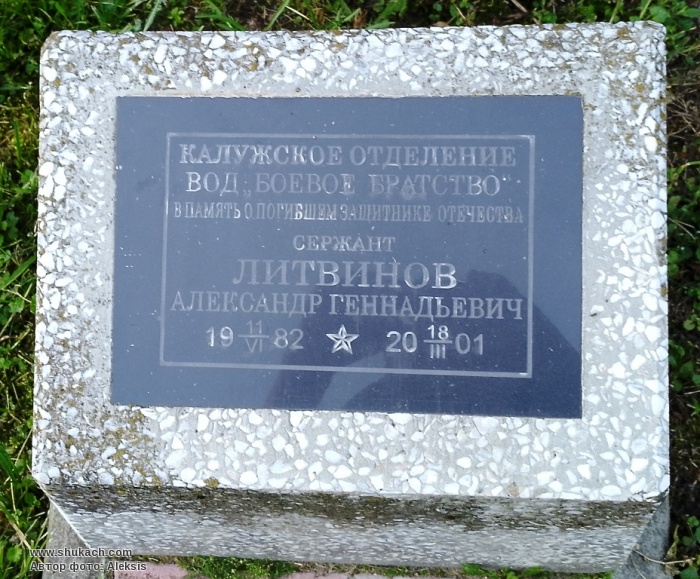 КАЛУЖСКОЕ ОТДЕЛЕНИЕ
ВОД „БОЕВОЕ БРАТСТВО“
В ПАМЯТЬ О ПОГИБШЕМ ЗАЩИТНИКЕ ОТЕЧЕСТВА
СЕРЖАНТ
ЛИТВИНОВ
АЛЕКСАНДР ГЕННАДЬЕВИЧ
19 11/VI 82 20 18/III 01
www.shukach.com
Автор фото: Aleksis